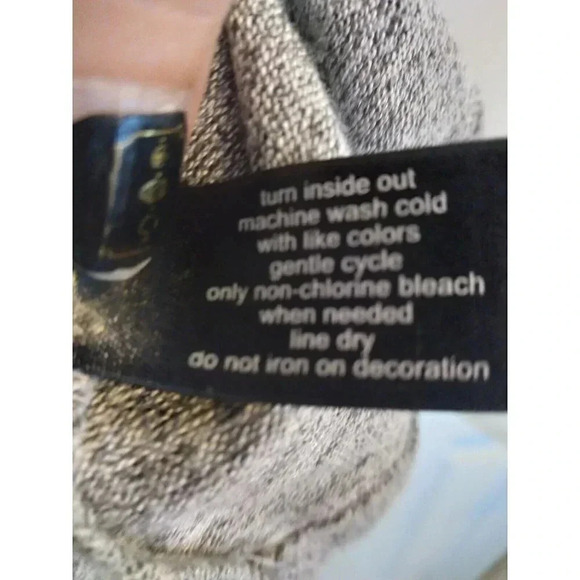 turn inside out
machine wash cold
with like colors
gentle cycle
only non-chlorine bleach
when needed
line dry
do not iron on decoration